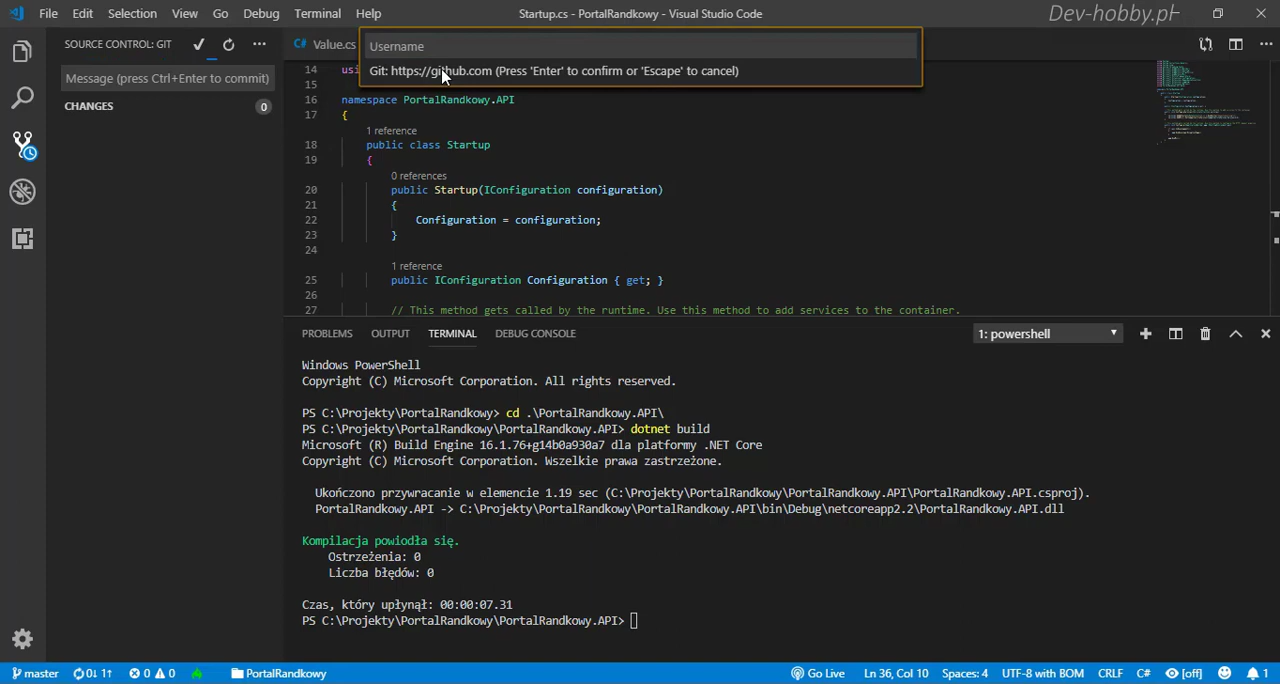 File Edit Selection View Go Debug Terminal Help
Startup.cs - PortalRandkowy - Visual Studio Code
Dev-hobby.pl
SOURCE CONTROL: GIT
Message (press Ctrl+Enter to commit)
CHANGES 0
Value.cs
Username
Git: https://github.com (Press 'Enter' to confirm or 'Escape' to cancel)
14
15
16 namespace PortalRandkowy.API
17 {
1 reference
18 public class Startup
19 {
0 references
20 public Startup(IConfiguration configuration)
21 {
22 Configuration = configuration;
23 }
24
1 reference
25 public IConfiguration Configuration { get; }
26
27 // This method gets called by the runtime. Use this method to add services to the container.
PROBLEMS OUTPUT TERMINAL DEBUG CONSOLE
1: powershell
Windows PowerShell
Copyright (C) Microsoft Corporation. All rights reserved.
PS C:\Projekty\PortalRandkowy> cd .\PortalRandkowy.API\
PS C:\Projekty\PortalRandkowy\PortalRandkowy.API> dotnet build
Microsoft (R) Build Engine 16.1.76+g14b0a930a7 dla platformy .NET Core
Copyright (C) Microsoft Corporation. Wszelkie prawa zastrzeżone.
Ukończono przywracanie w elemencie 1.19 sec (C:\Projekty\PortalRandkowy\PortalRandkowy.API\PortalRandkowy.API.csproj).
PortalRandkowy.API -> C:\Projekty\PortalRandkowy\PortalRandkowy.API\bin\Debug\netcoreapp2.2\PortalRandkowy.API.dll
Kompilacja powiodła się.
Ostrzeżenia: 0
Liczba błędów: 0
Czas, który upłynął: 00:00:07.31
PS C:\Projekty\PortalRandkowy\PortalRandkowy.API>
master 0↓ 1↑ 0 0 PortalRandkowy
Go Live Ln 36, Col 10 Spaces: 4 UTF-8 with BOM CRLF C# [off] 1